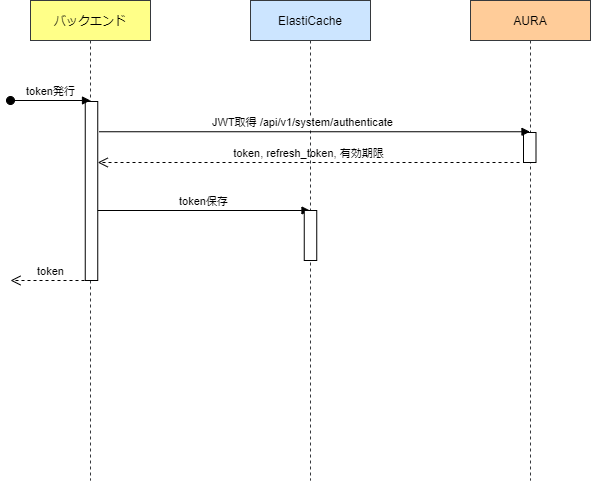 バックエンド
ElastiCache
AURA
token発行
JWT取得 /api/v1/system/authenticate
token, refresh_token, 有効期限
token保存
token